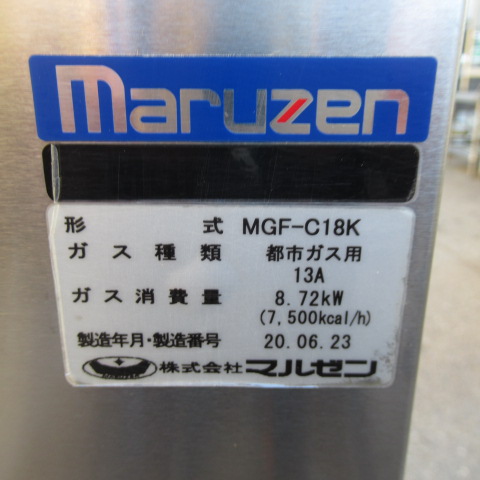 maruzen
形式 MGF-C18K
ガス種類 都市ガス用
13A
ガス消費量 8.72kW
(7,500kcal/h)
製造年月・製造番号 20.06.23
株式会社マルゼン